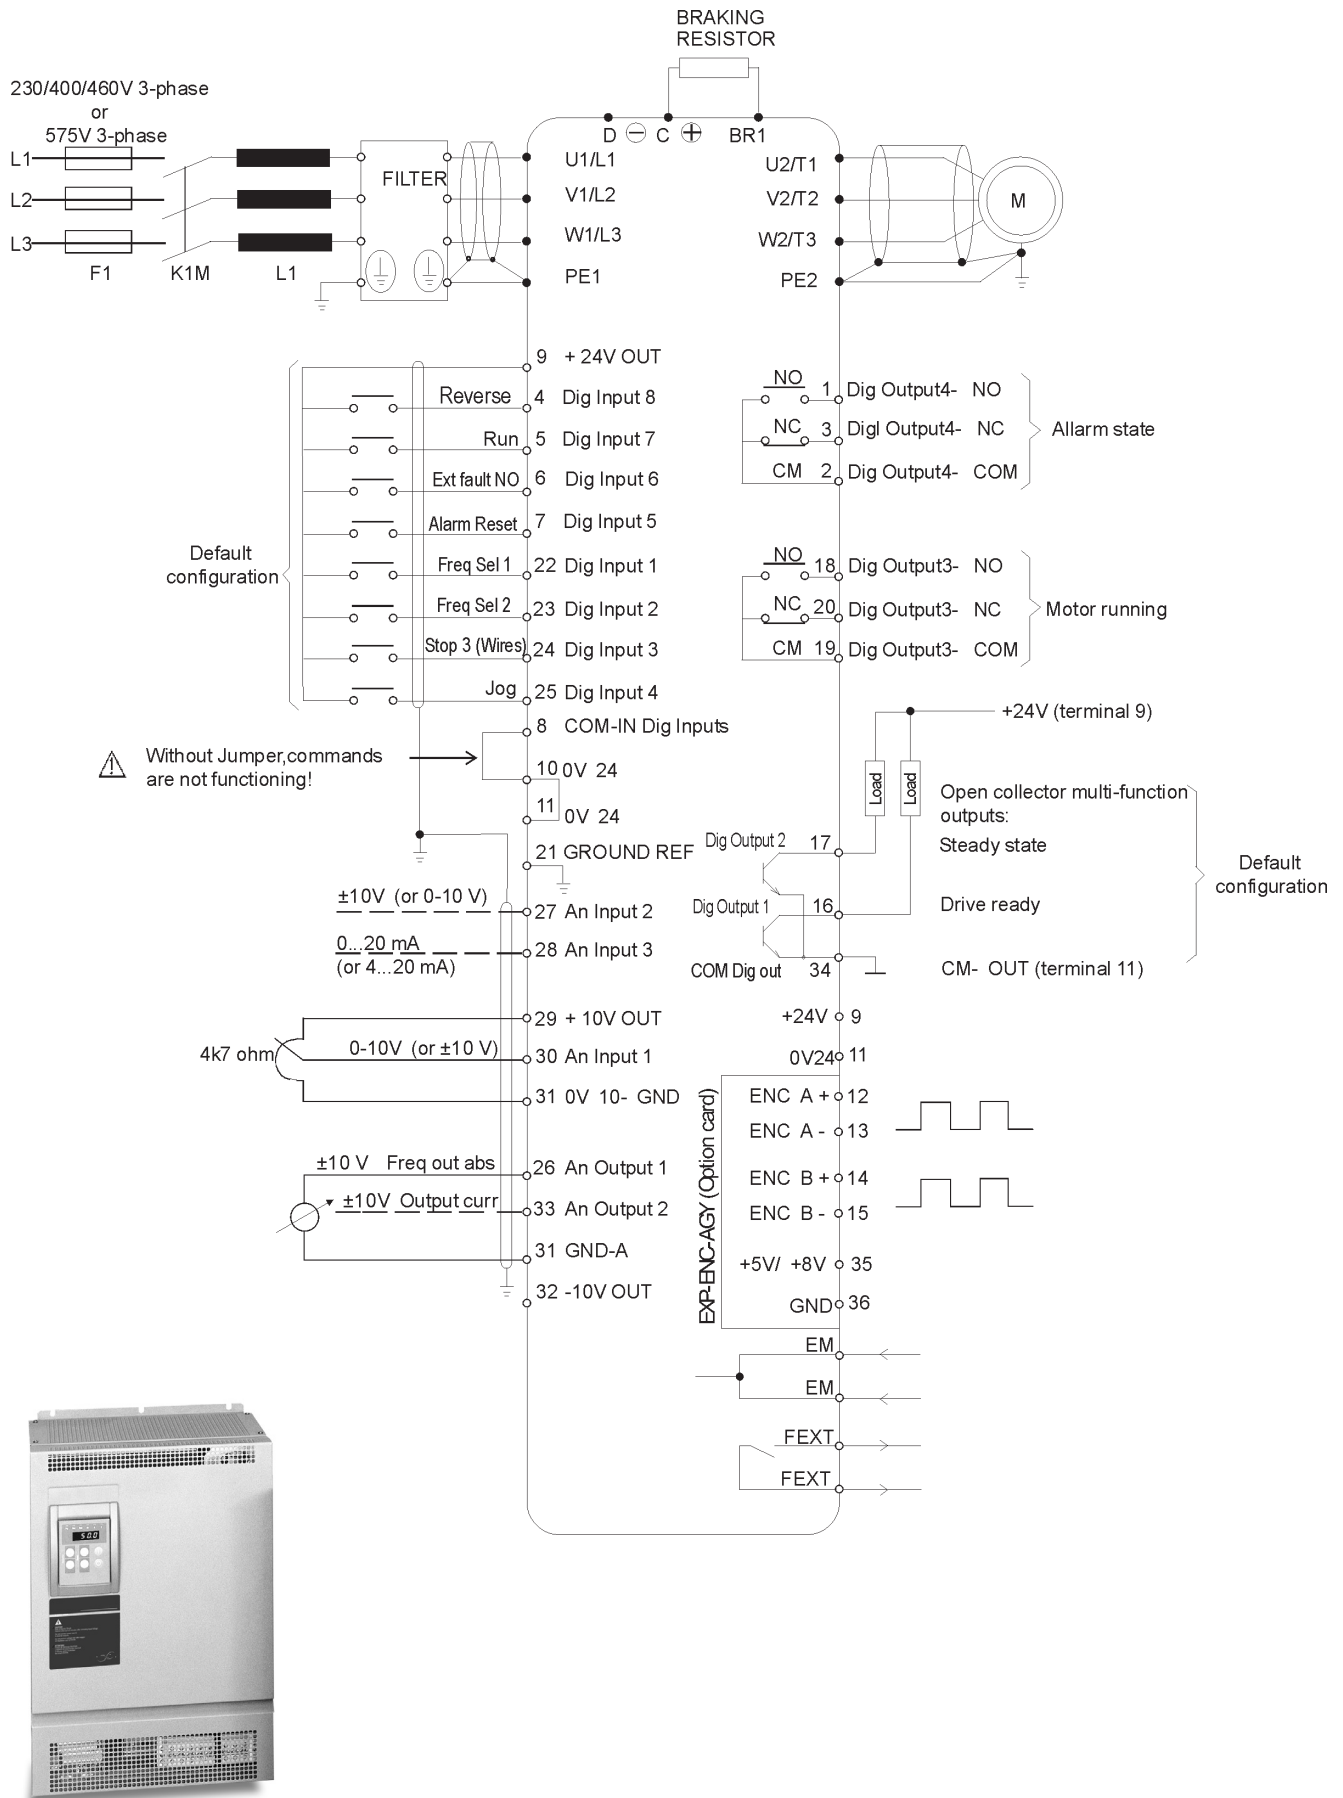 BRAKING
RESISTOR
230/400/460V 3-phase
or
575V 3-phase
D − C + BR1
L1
L2
L3
F1
K1M
L1
FILTER
U1/L1
V1/L2
W1/L3
PE1
U2/T1
V2/T2
W2/T3
PE2
M
9 + 24V OUT
Reverse 4 Dig Input 8
Run 5 Dig Input 7
Ext fault NO 6 Dig Input 6
Alarm Reset 7 Dig Input 5
Freq Sel 1 22 Dig Input 1
Freq Sel 2 23 Dig Input 2
Stop 3 (Wires) 24 Dig Input 3
Jog 25 Dig Input 4
Default
configuration
8 COM-IN Dig Inputs
Without Jumper,commands
are not functioning!
10 0V 24
11 0V 24
21 GROUND REF
±10V (or 0-10 V) 27 An Input 2
0...20 mA 28 An Input 3
(or 4...20 mA)
29 + 10V OUT
4k7 ohm 0-10V (or ±10 V) 30 An Input 1
31 0V 10- GND
±10 V Freq out abs 26 An Output 1
±10V Output curr 33 An Output 2
31 GND-A
32 -10V OUT
NO 1 Dig Output4- NO
NC 3 Digl Output4- NC
CM 2 Dig Output4- COM
Allarm state
NO 18 Dig Output3- NO
NC 20 Dig Output3- NC
CM 19 Dig Output3- COM
Motor running
+24V (terminal 9)
Load
Load
Open collector multi-function
outputs:
Dig Output 2 17 Steady state
Dig Output 1 16 Drive ready
COM Dig out 34 CM- OUT (terminal 11)
Default
configuration
+24V 9
0V24 11
EXP-ENC-AGY (Option card)
ENC A + 12
ENC A - 13
ENC B + 14
ENC B - 15
+5V/ +8V 35
GND 36
EM
EM
FEXT
FEXT
50.0